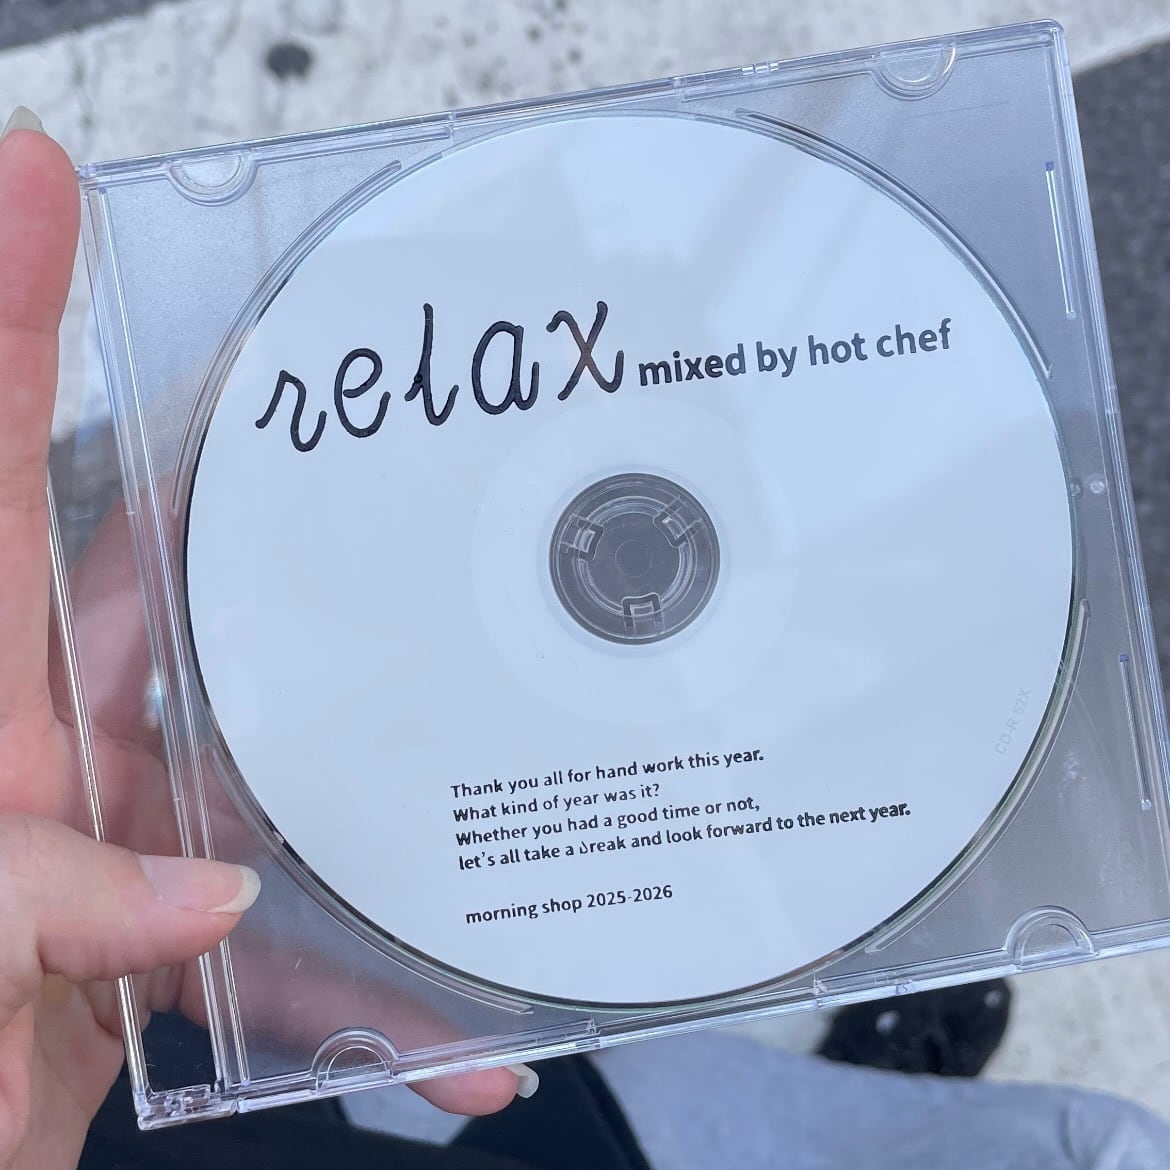 relax mixed by hot chef
Thank you all for hand work this year.
What kind of year was it?
Whether you had a good time or not,
let's all take a break and look forward to the next year.
morning shop 2025-2026
CD-R 52X